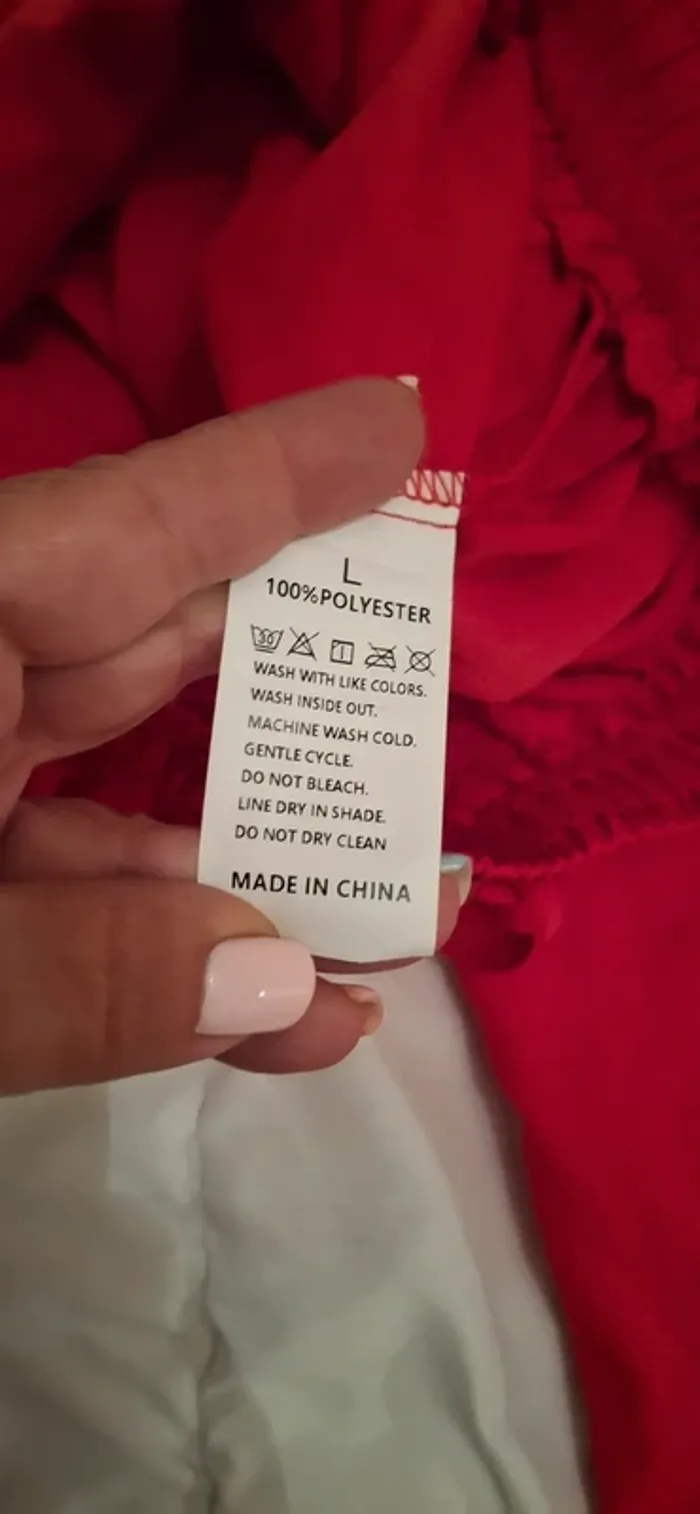 L
100%POLYESTER
30
WASH WITH LIKE COLORS.
WASH INSIDE OUT.
MACHINE WASH COLD.
GENTLE CYCLE.
DO NOT BLEACH.
LINE DRY IN SHADE.
DO NOT DRY CLEAN
MADE IN CHINA